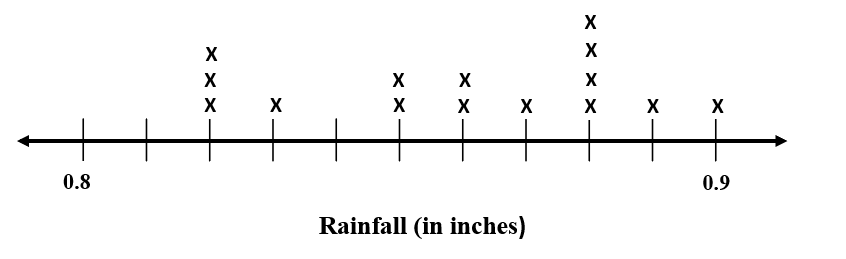 X
X X
X X X X
X X X X X X X X
0.8 0.9
Rainfall (in inches)